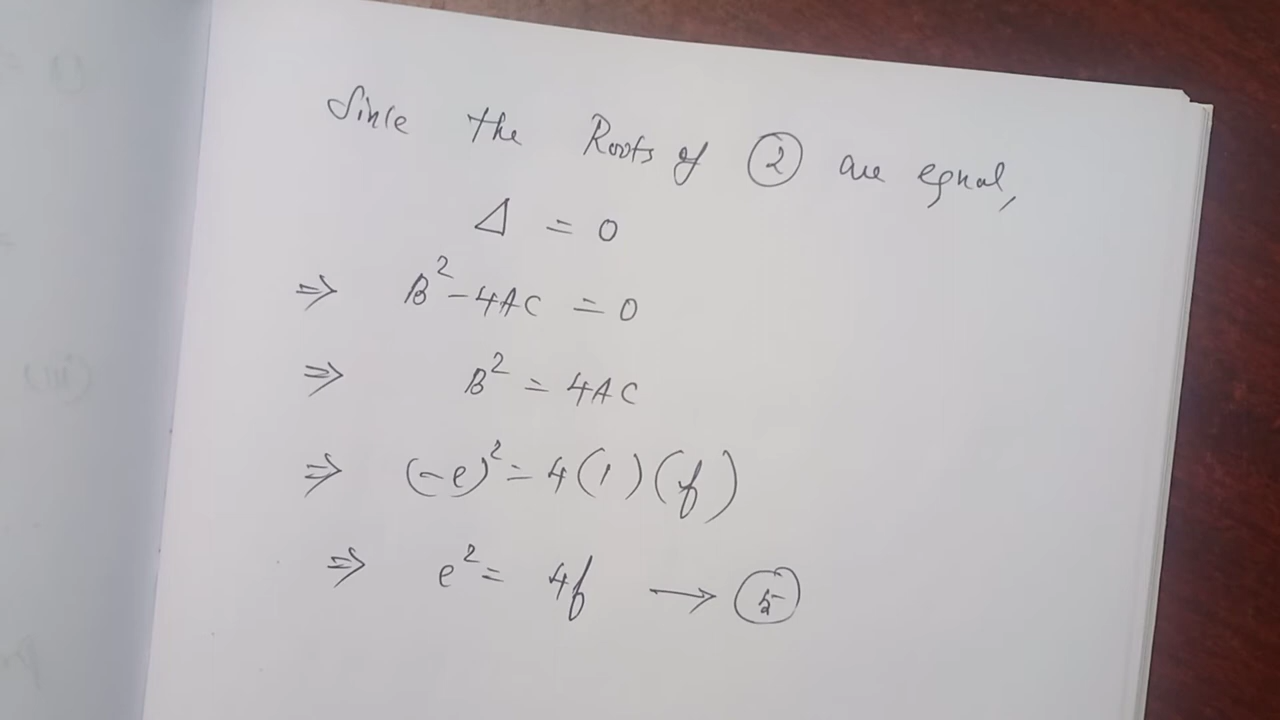 Since the Roots of ② are equal,
Δ = 0
⇒ B² - 4AC = 0
⇒ B² = 4AC
⇒ (-e)² = 4(1)(f)
⇒ e² = 4f → ⑤